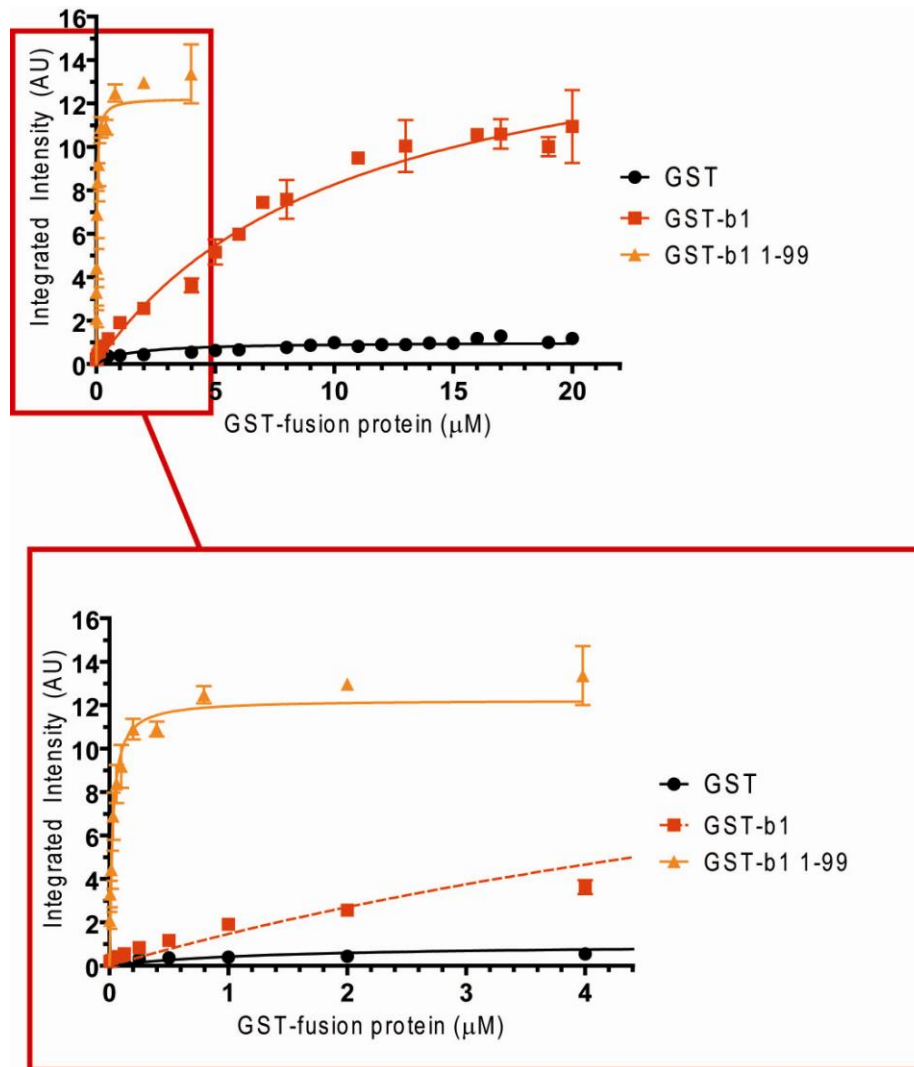 16
14
12
10
8
6
4
2
0
Integrated Intensity (AU)
0 5 10 15 20
GST-fusion protein (μM)
GST
GST-b1
GST-b1 1-99
16
14
12
10
8
6
4
2
0
Integrated Intensity (AU)
0 1 2 3 4
GST-fusion protein (μM)
GST
GST-b1
GST-b1 1-99